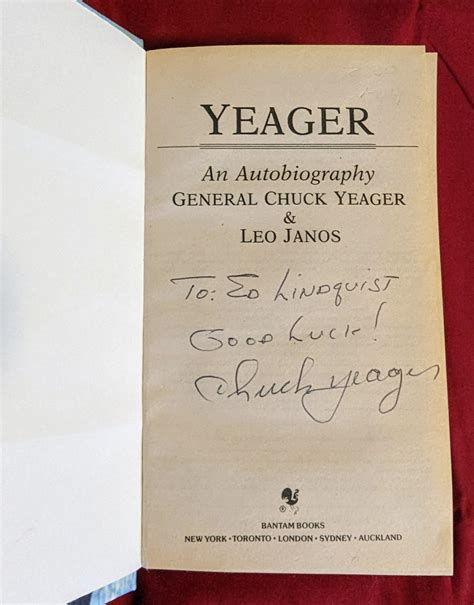 YEAGER
An Autobiography
GENERAL CHUCK YEAGER
&
LEO JANOS
To: Ed Lindquist
Good Luck!
Chuck Yeager
®
BANTAM BOOKS
NEW YORK • TORONTO • LONDON • SYDNEY • AUCKLAND